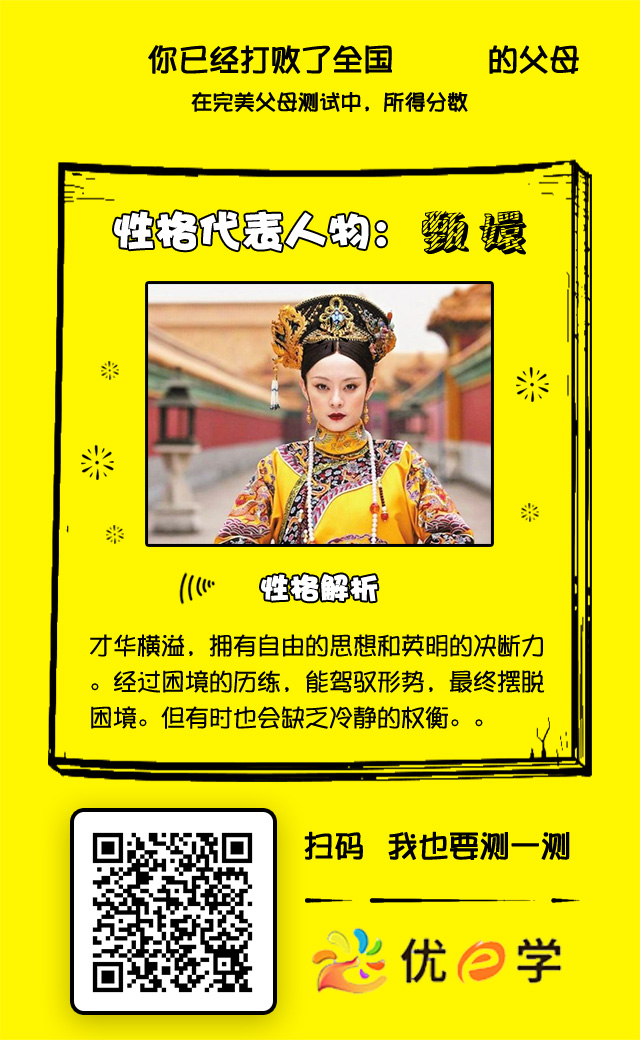 你已经打败了全国 的父母
在完美父母测试中，所得分数
性格代表人物：甄嬛
性格解析
才华横溢，拥有自由的思想和英明的决断力
。经过困境的历练，能驾驭形势，最终摆脱
困境。但有时也会缺乏冷静的权衡。。
扫码 我也要测一测
优e学